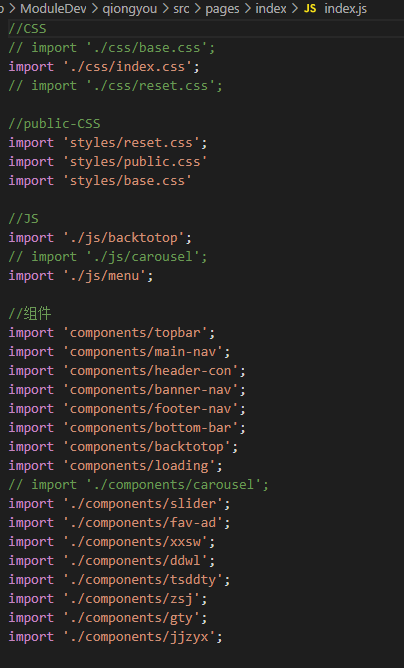 ModuleDev > qiongyou > src > pages > index > JS index.js
//CSS
// import './css/base.css';
import './css/index.css';
// import './css/reset.css';
//public-CSS
import 'styles/reset.css';
import 'styles/public.css'
import 'styles/base.css'
//JS
import './js/backtotop';
// import './js/carousel';
import './js/menu';
//组件
import 'components/topbar';
import 'components/main-nav';
import 'components/header-con';
import 'components/banner-nav';
import 'components/footer-nav';
import 'components/bottom-bar';
import 'components/backtotop';
import 'components/loading';
// import './components/carousel';
import './components/slider';
import './components/fav-ad';
import './components/xxsw';
import './components/ddwl';
import './components/tsddty';
import './components/zsj';
import './components/gty';
import './components/jjzyx';